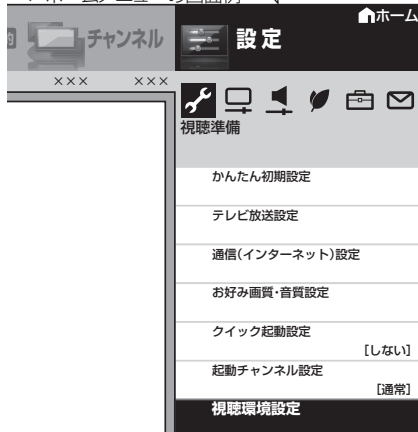 チャンネル
設定
ホーム
×××　×××
視聴準備
かんたん初期設定
テレビ放送設定
通信(インターネット)設定
お好み画質・音質設定
クイック起動設定
[しない]
起動チャンネル設定
[通常]
視聴環境設定